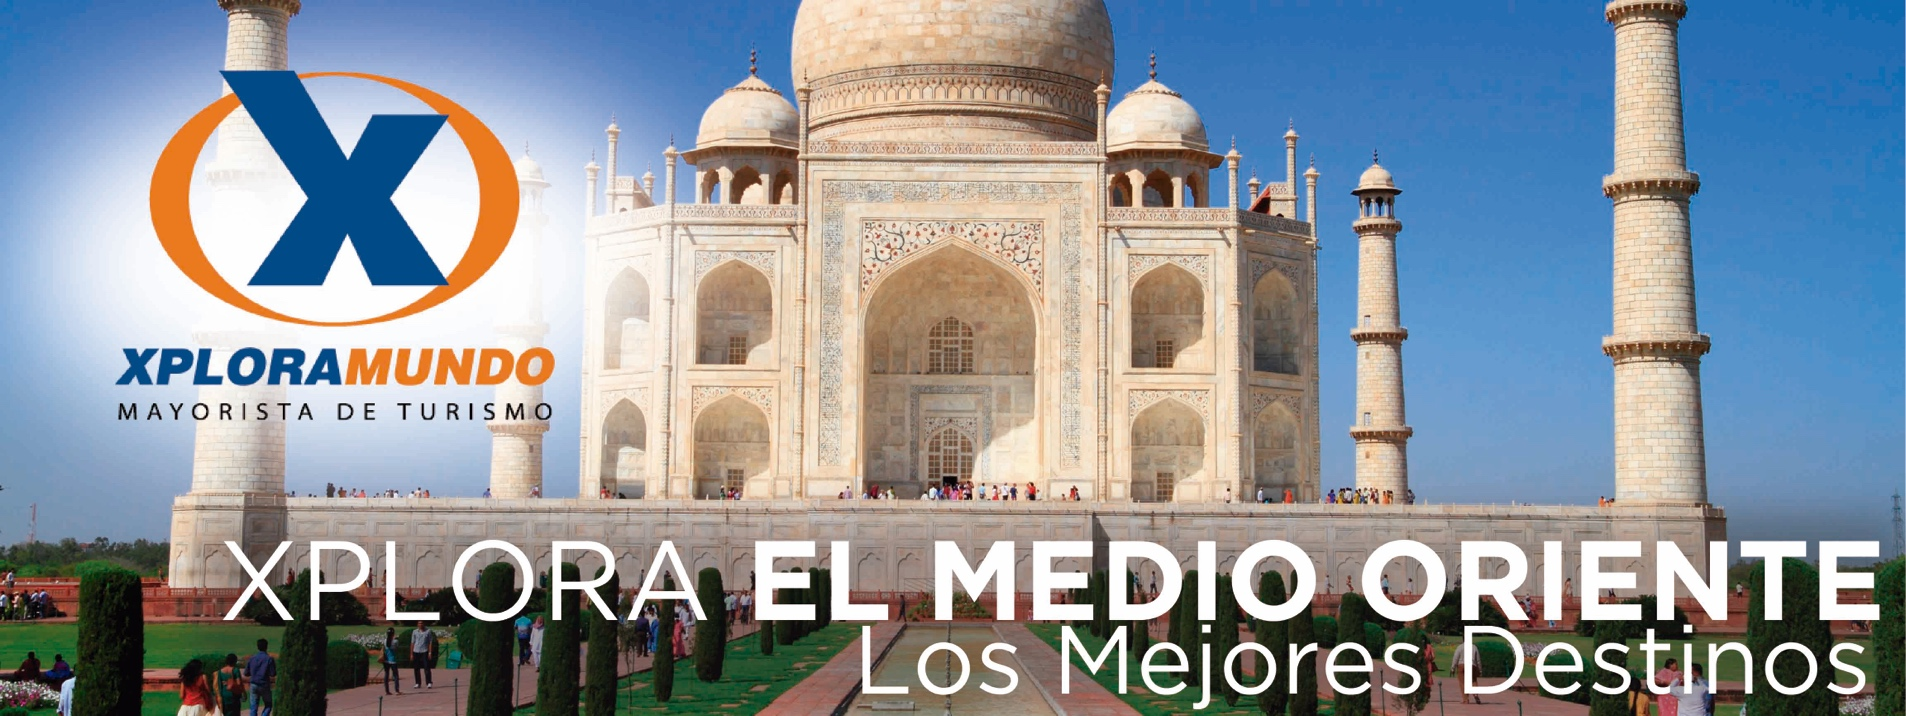 X
XPLORAMUNDO
MAYORISTA DE TURISMO
XPLORA EL MEDIO ORIENTE
Los Mejores Destinos